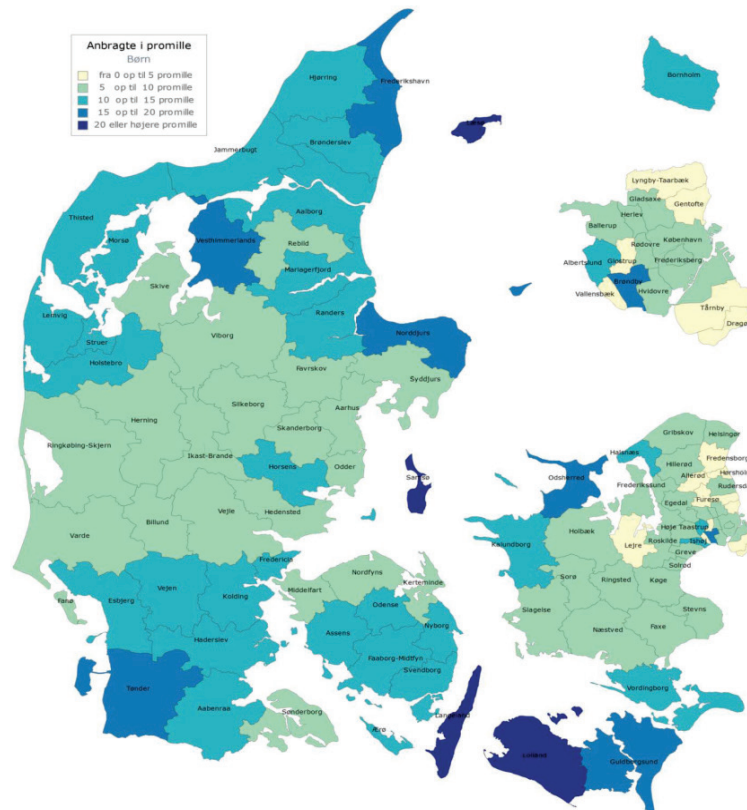 Anbragte i promille
Børn
fra 0 op til 5 promille
5 op til 10 promille
10 op til 15 promille
15 op til 20 promille
20 eller højere promille
Hjørring
Frederikshavn
Bornholm
Brønderslev
Jammerbugt
Lyngby-Taarbæk
Gentofte
Gladsaxe
Herlev
Ballerup
København
Rødovre
Albertslund
Glostrup
Frederiksberg
Brøndby
Hvidovre
Vallensbæk
Tårnby
Thisted
Morsø
Aalborg
Vesthimmerlands
Rebild
Mariagerfjord
Skive
Lemvig
Struer
Holstebro
Randers
Norddjurs
Viborg
Favrskov
Syddjurs
Silkeborg
Aarhus
Herning
Skanderborg
Ringkøbing-Skjern
Ikast-Brande
Horsens
Odder
Samsø
Hedensted
Vejle
Billund
Varde
Gribskov
Helsingør
Halsnæs
Fredensborg
Hillerød
Allerød
Odsherred
Frederikssund
Egedal
Furesø
Høje Taastrup
Ishøj
Holbæk
Lejre
Roskilde
Greve
Solrød
Kalundborg
Sorø
Ringsted
Køge
Stevns
Slagelse
Næstved
Faxe
Vordingborg
Fredericia
Nordfyns
Middelfart
Kerteminde
Fanø
Esbjerg
Vejen
Kolding
Odense
Nyborg
Assens
Haderslev
Faaborg-Midtfyn
Svendborg
Tønder
Aabenraa
Sønderborg
Langeland
Ærø
Lolland
Guldborgsund